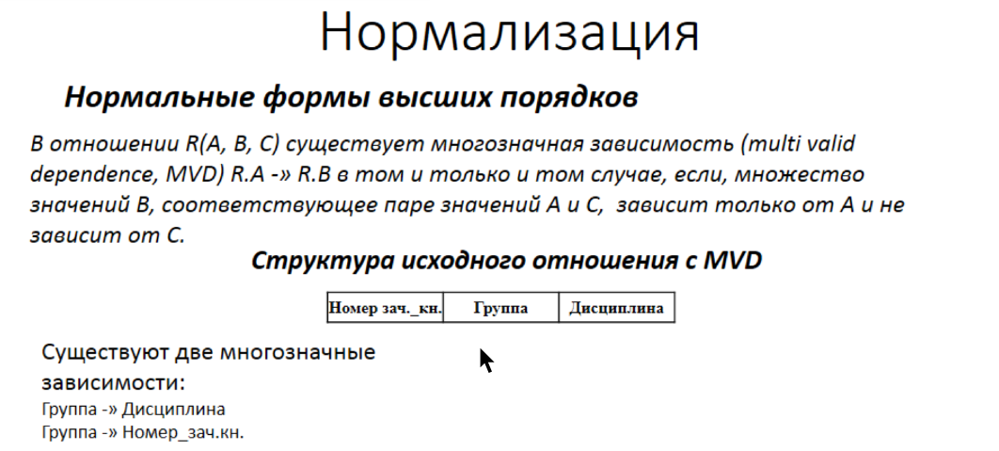 Нормализация
Нормальные формы высших порядков
В отношении R(A, B, C) существует многозначная зависимость (multi valid
dependence, MVD) R.A -» R.B в том и только и том случае, если, множество
значений B, соответствующее паре значений A и C, зависит только от A и не
зависит от C.
Структура исходного отношения с MVD
Номер зач._кн. Группа Дисциплина
Существуют две многозначные
зависимости:
Группа -» Дисциплина
Группа -» Номер_зач.кн.